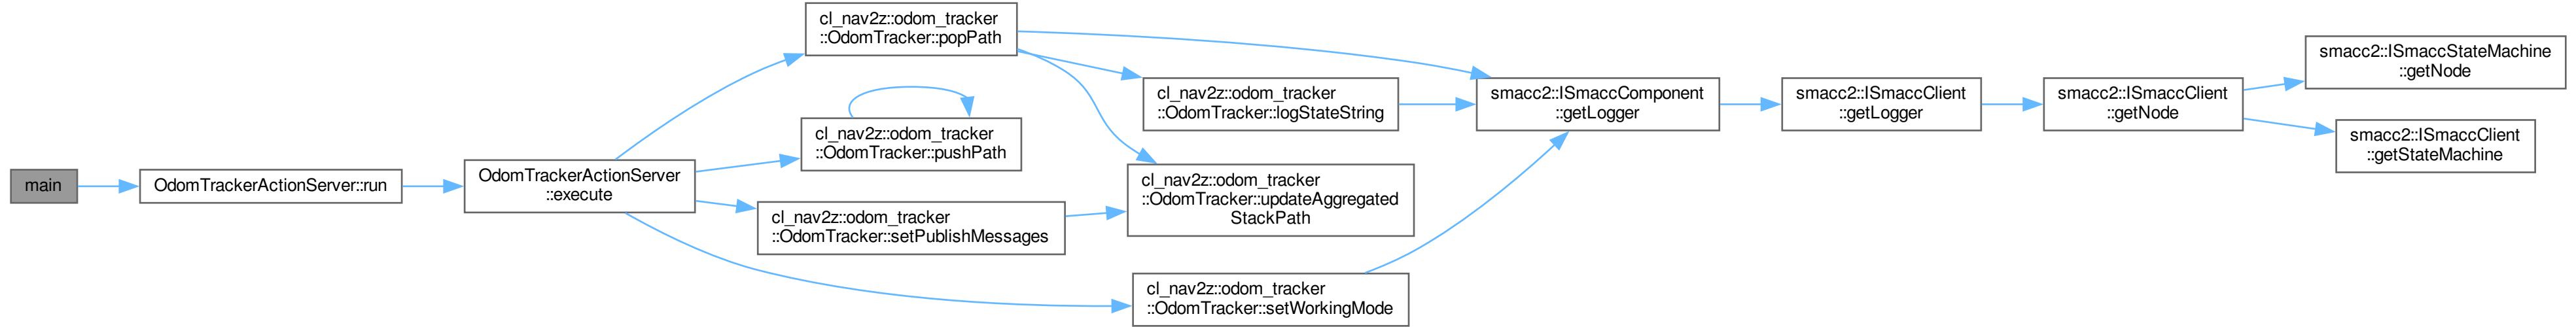 main
OdomTrackerActionServer::run
OdomTrackerActionServer
::execute
cl_nav2z::odom_tracker
::OdomTracker::popPath
cl_nav2z::odom_tracker
::OdomTracker::pushPath
cl_nav2z::odom_tracker
::OdomTracker::setPublishMessages
cl_nav2z::odom_tracker
::OdomTracker::logStateString
cl_nav2z::odom_tracker
::OdomTracker::updateAggregated
StackPath
cl_nav2z::odom_tracker
::OdomTracker::setWorkingMode
smacc2::ISmaccComponent
::getLogger
smacc2::ISmaccClient
::getLogger
smacc2::ISmaccClient
::getNode
smacc2::ISmaccStateMachine
::getNode
smacc2::ISmaccClient
::getStateMachine